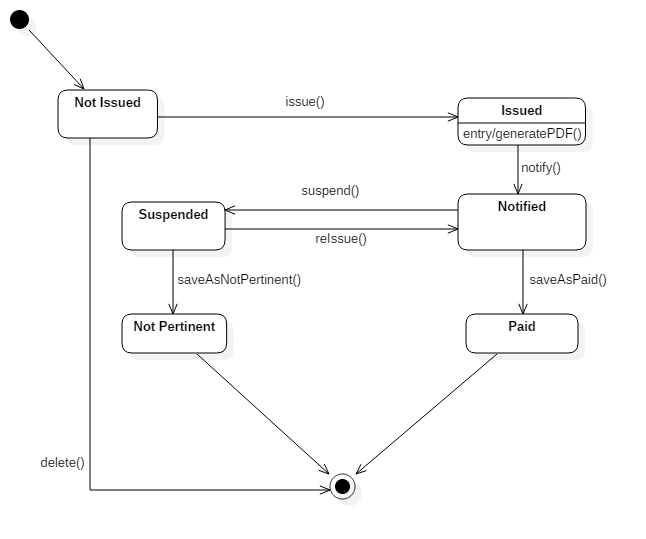 Not Issued
issue()
Issued
entry/generatePDF()
notify()
suspend()
Suspended
Notified
reIssue()
saveAsNotPertinent()
saveAsPaid()
Not Pertinent
Paid
delete()